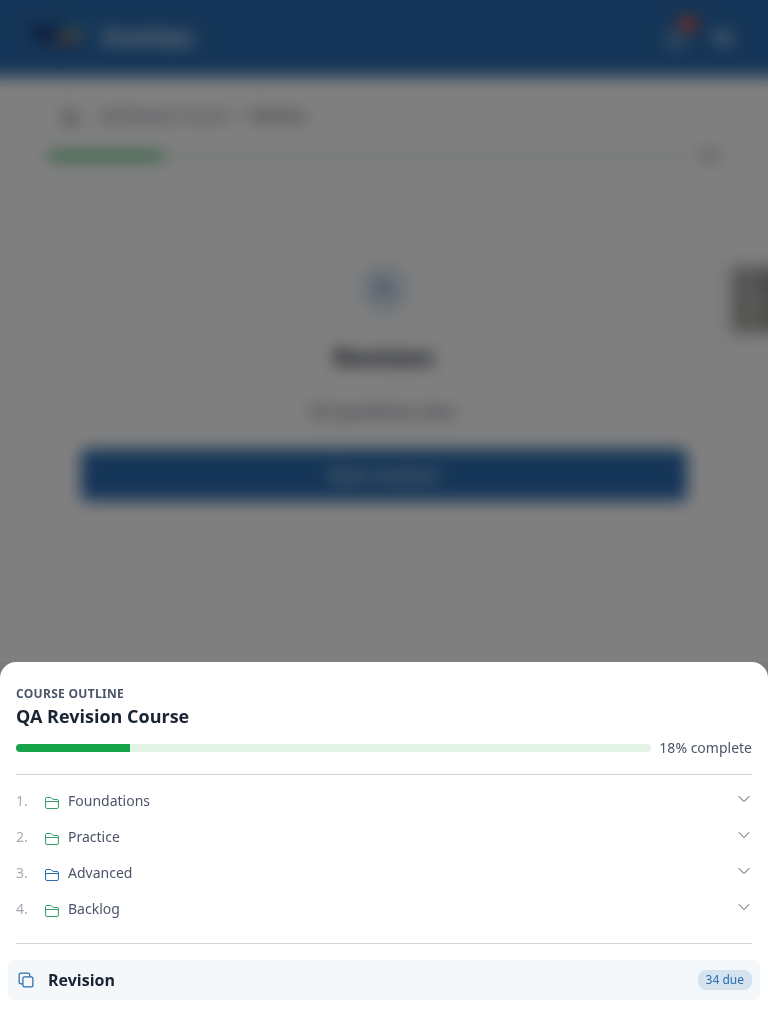 COURSE OUTLINE
QA Revision Course
18% complete
1. Foundations
2. Practice
3. Advanced
4. Backlog
Revision
34 due